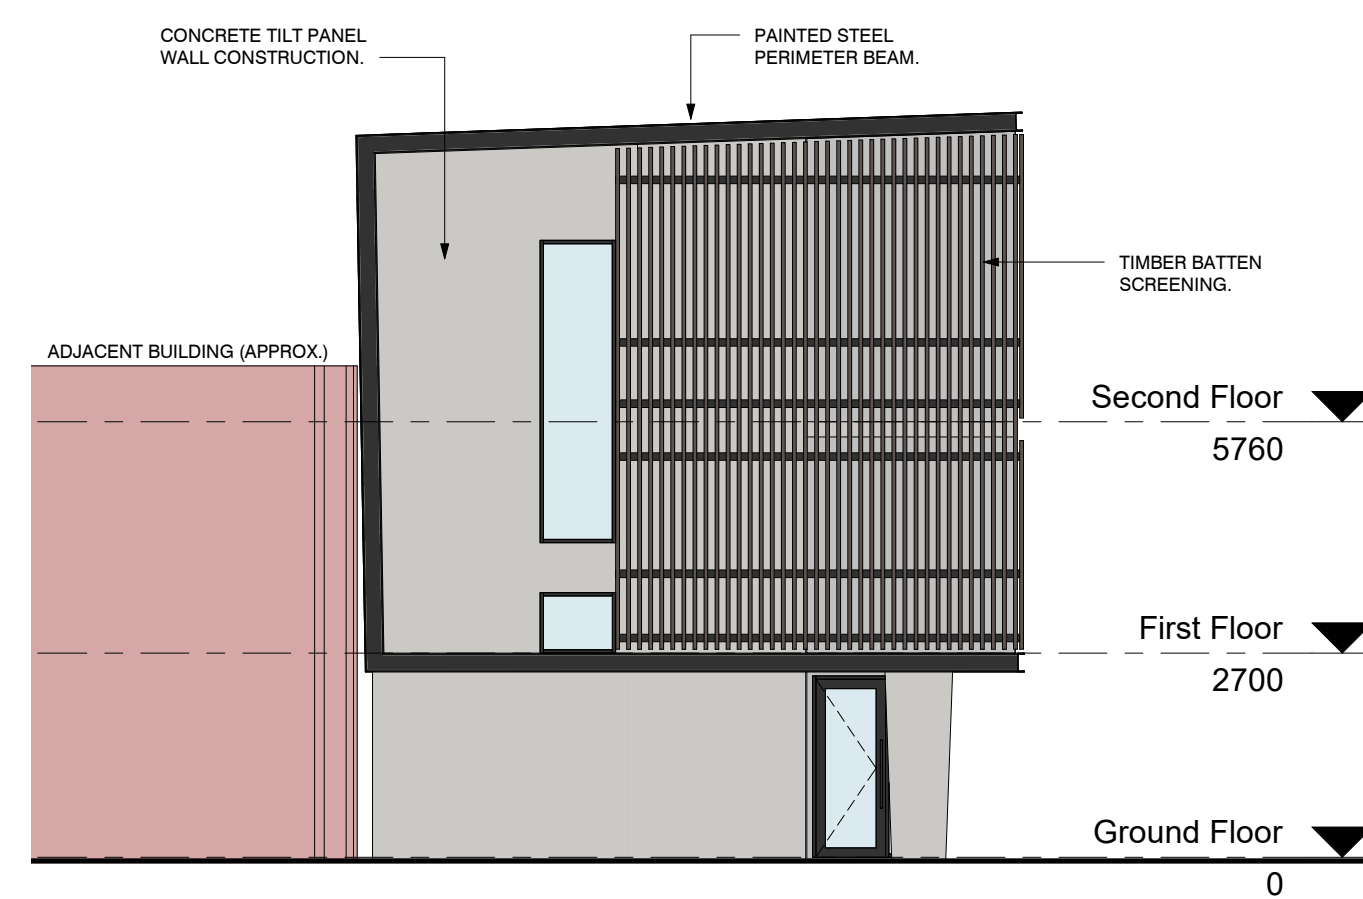 CONCRETE TILT PANEL
WALL CONSTRUCTION.
PAINTED STEEL
PERIMETER BEAM.
TIMBER BATTEN
SCREENING.
ADJACENT BUILDING (APPROX.)
Second Floor
5760
First Floor
2700
Ground Floor
0